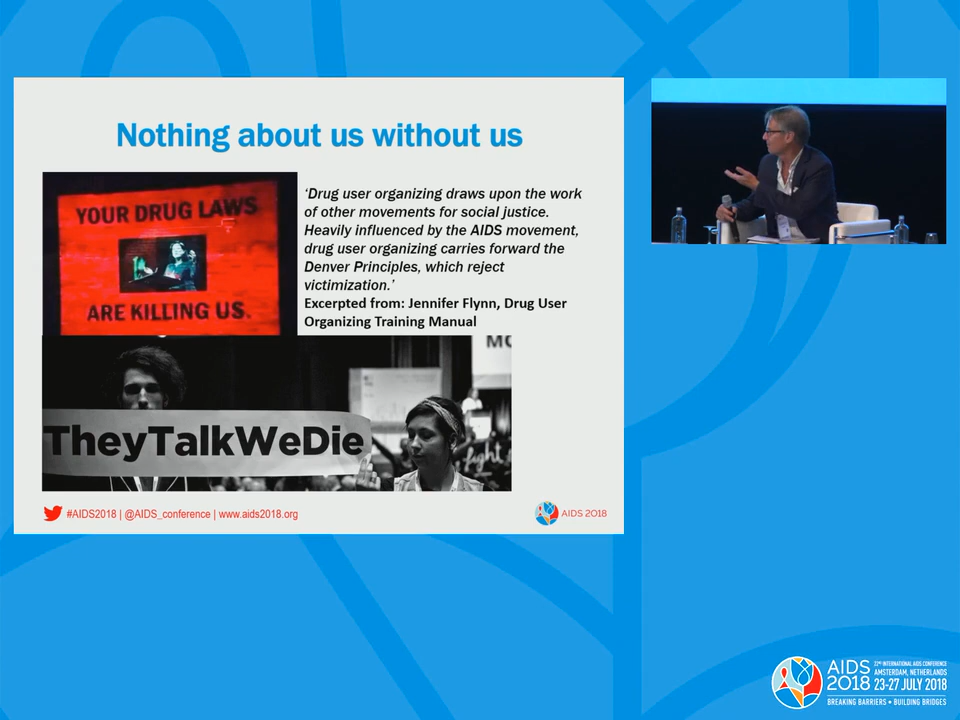 Nothing about us without us
YOUR DRUG LAWS
ARE KILLING US.
‘Drug user organizing draws upon the work
of other movements for social justice.
Heavily influenced by the AIDS movement,
drug user organizing carries forward the
Denver Principles, which reject
victimization.’
Excerpted from: Jennifer Flynn, Drug User
Organizing Training Manual
MO
TheyTalkWeDie
fight
#AIDS2018 | @AIDS_conference | www.aids2018.org
AIDS 2018
AIDS
2018
22ND INTERNATIONAL AIDS CONFERENCE
AMSTERDAM, NETHERLANDS
23-27 JULY 2018
BREAKING BARRIERS • BUILDING BRIDGES